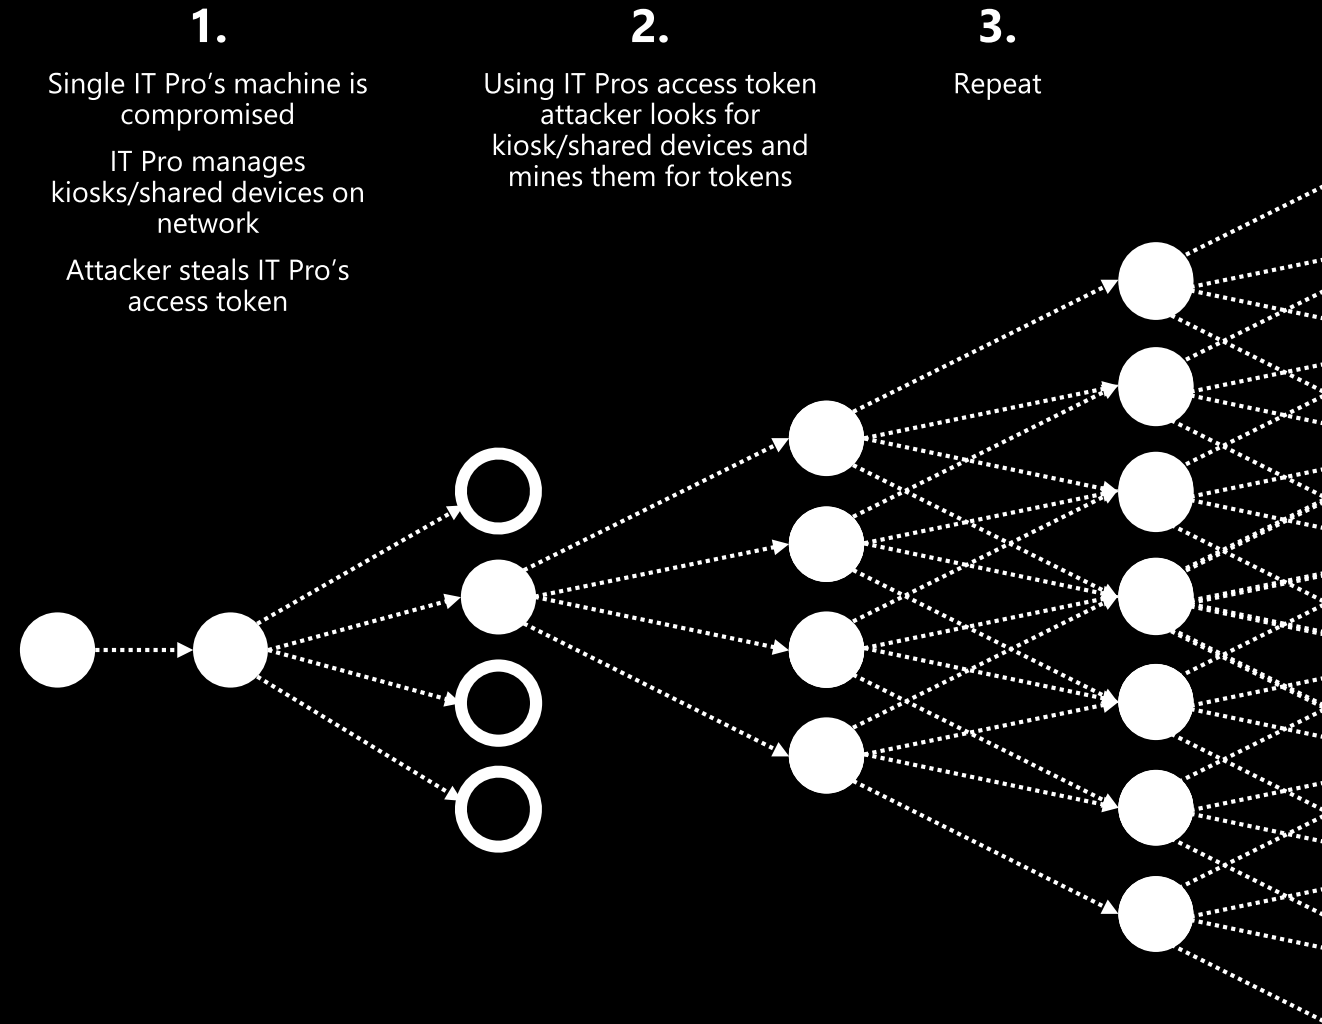 1.
Single IT Pro’s machine is
compromised
IT Pro manages
kiosks/shared devices on
network
Attacker steals IT Pro’s
access token
2.
Using IT Pros access token
attacker looks for
kiosk/shared devices and
mines them for tokens
3.
Repeat